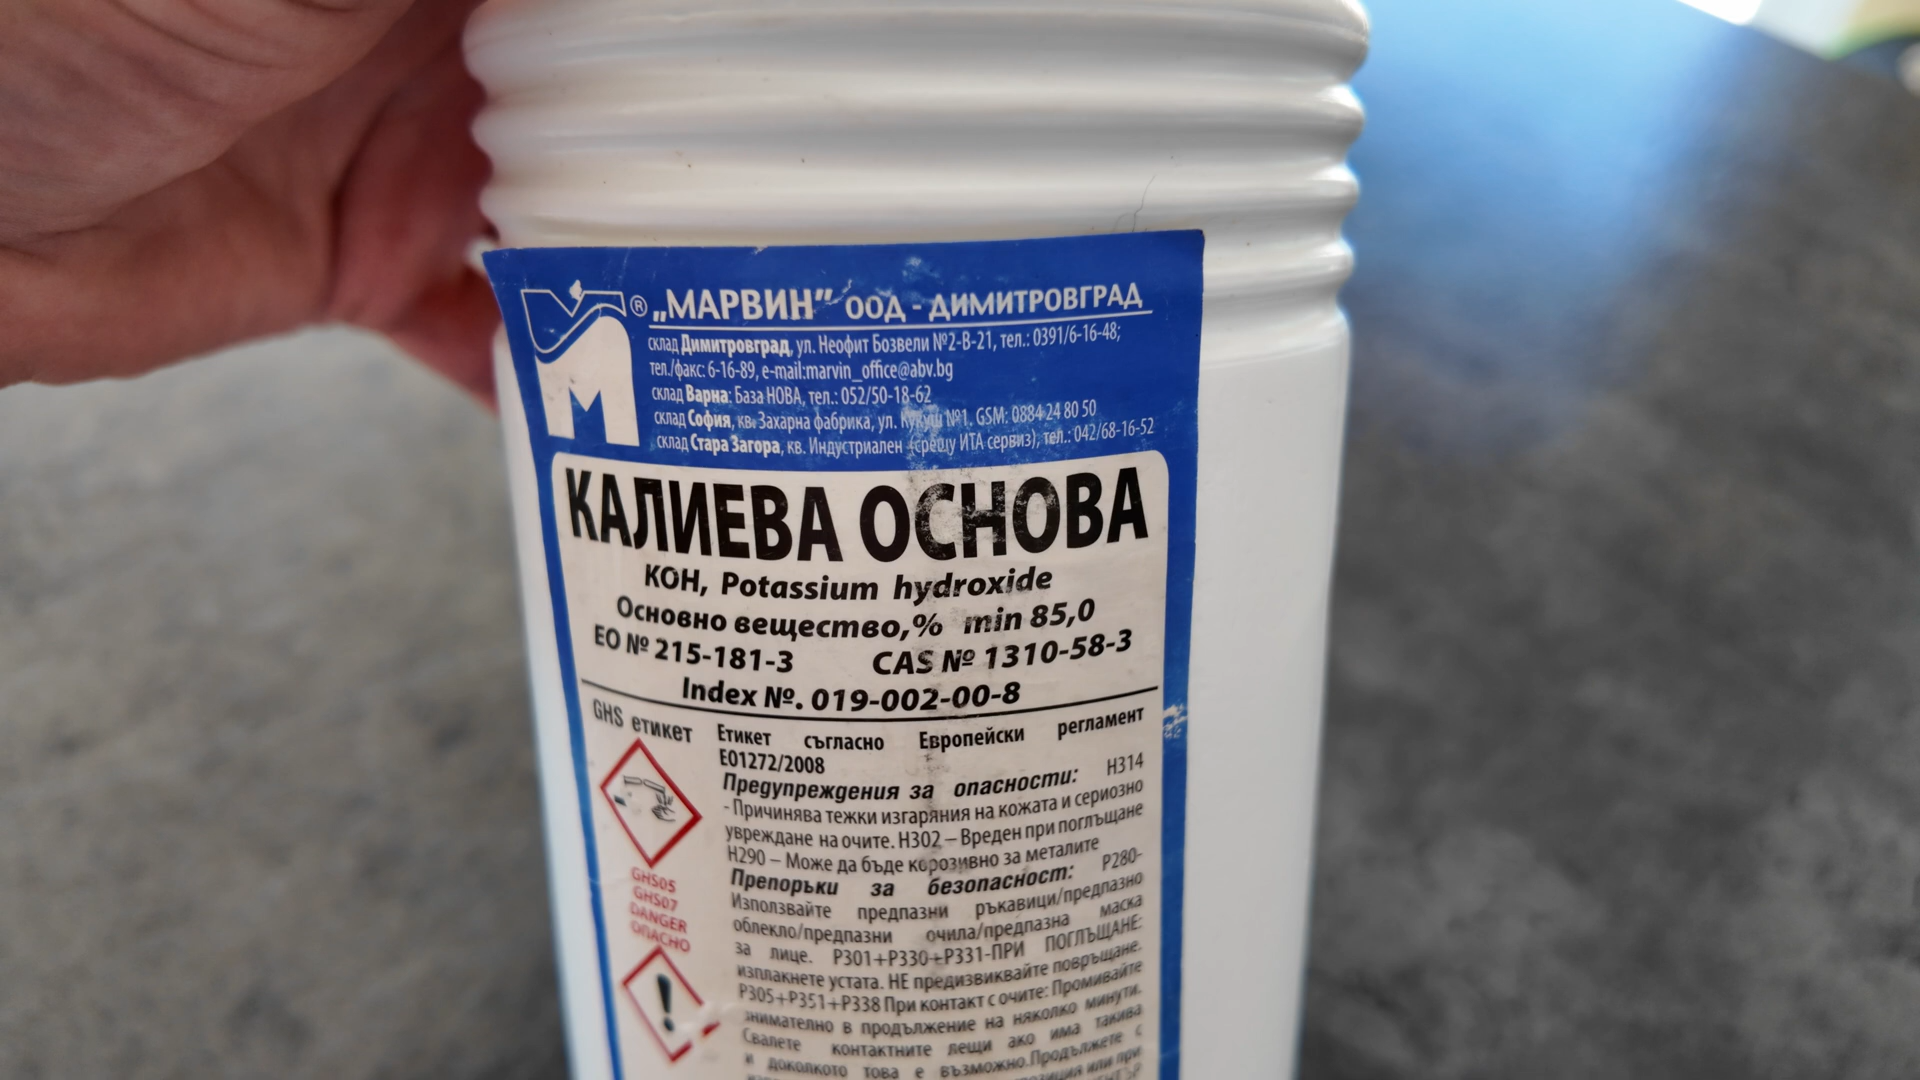 ® „МАРВИН” ООД - ДИМИТРОВГРАД
склад Димитровград, ул. Неофит Бозвели №2-В-21, тел.: 0391/6-16-48;
тел./факс: 6-16-89, e-mail:marvin_office@abv.bg
склад Варна: База НОВА, тел.: 052/50-18-62
склад София, кв. Захарна фабрика, ул. Кукуш №1. GSM: 0884 24 80 50
склад Стара Загора, кв. Индустриален (срещу ИТА сервиз), тел.: 042/68-16-52
КАЛИЕВА ОСНОВА
KOH, Potassium hydroxide
Основно вещество,% min 85,0
ЕО № 215-181-3 CAS № 1310-58-3
Index №. 019-002-00-8
GHS етикет
Етикет съгласно Европейски регламент
ЕО1272/2008
Предупреждения за опасности: H314
- Причинява тежки изгаряния на кожата и сериозно
увреждане на очите. H302 – Вреден при поглъщане
H290 – Може да бъде корозивно за металите
Препоръки за безопасност: P280-
Използвайте предпазни ръкавици/предпазно
облекло/предпазни очила/предпазна маска
за лице. P301+P330+P331-ПРИ ПОГЛЪЩАНЕ:
изплакнете устата. НЕ предизвиквайте повръщане.
P305+P351+P338 При контакт с очите: Промивайте
внимателно в продължение на няколко минути.
Свалете контактните лещи ако има такива
и доколкото това е възможно.Продължете с
или при
GHS05
GHS07
DANGER
ОПАСНО